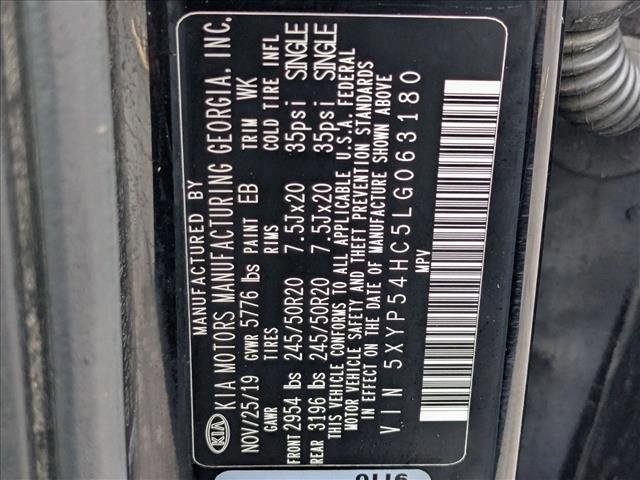 MANUFACTURED BY
KIA KIA MOTORS MANUFACTURING GEORGIA, INC.
NOV/25/19 GVWR 5776 lbs PAINT EB TRIM WK
GAWR TIRES RIMS COLD TIRE INFL
FRONT 2954 lbs 245/50R20 7.5Jx20 35psi SINGLE
REAR 3196 lbs 245/50R20 7.5Jx20 35psi SINGLE
THIS VEHICLE CONFORMS TO ALL APPLICABLE U.S.A. FEDERAL
MOTOR VEHICLE SAFETY AND THEFT PREVENTION STANDARDS
IN EFFECT ON THE DATE OF MANUFACTURE SHOWN ABOVE
VIN 5XYP54HC5LG063180
MPV